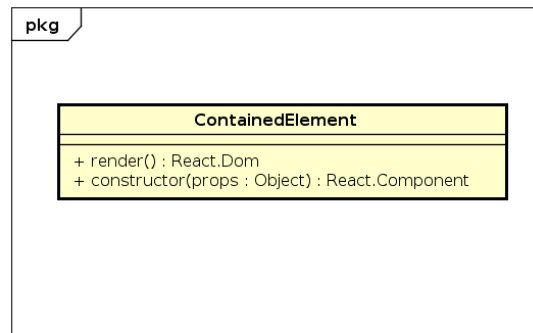 pkg
ContainedElement
+ render() : React.Dom
+ constructor(props : Object) : React.Component